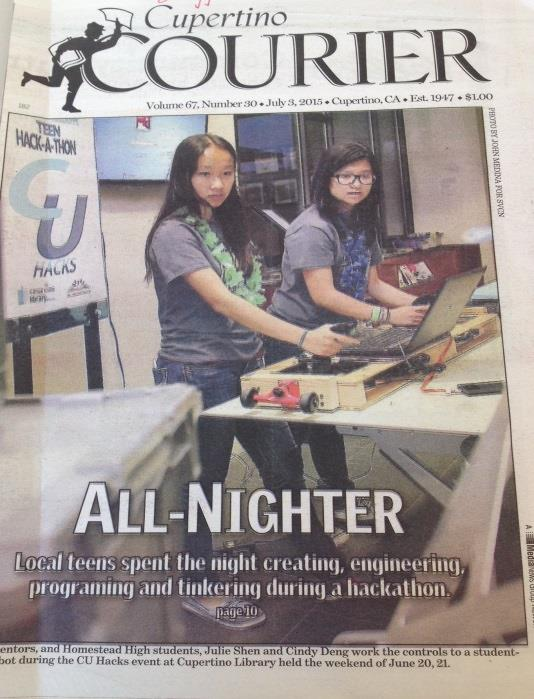 Cupertino
COURIER
Volume 67, Number 30 • July 3, 2015 • Cupertino, CA • Est. 1947 • $1.00
182
PHOTO BY JOHN MEDINA FOR SVCN
TEEN
HACK-A-THON
CU
HACKS
ALL-NIGHTER
Local teens spent the night creating, engineering,
programing and tinkering during a hackathon.
page 10
entors, and Homestead High students, Julie Shen and Cindy Deng work the controls to a student-
bot during the CU Hacks event at Cupertino Library held the weekend of June 20, 21.